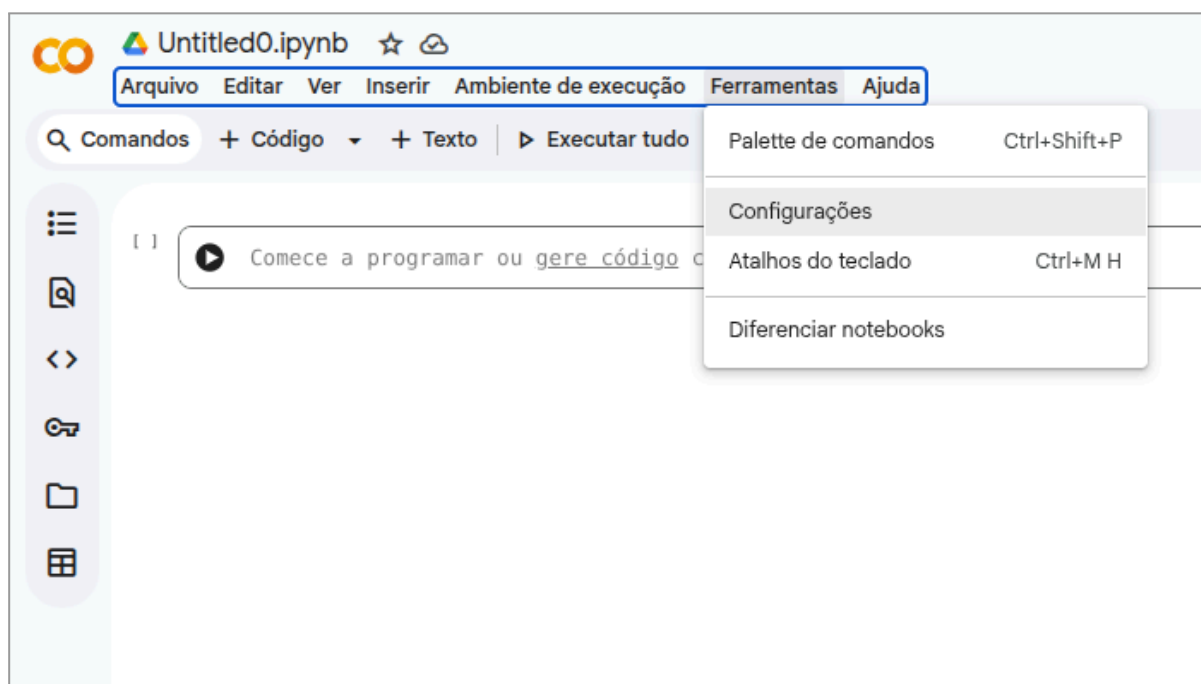 CO
Untitled0.ipynb
Arquivo Editar Ver Inserir Ambiente de execução Ferramentas Ajuda
Comandos + Código + Texto Executar tudo
Palette de comandos Ctrl+Shift+P
Configurações
[ ] Comece a programar ou gere código c
Atalhos do teclado Ctrl+M H
Diferenciar notebooks